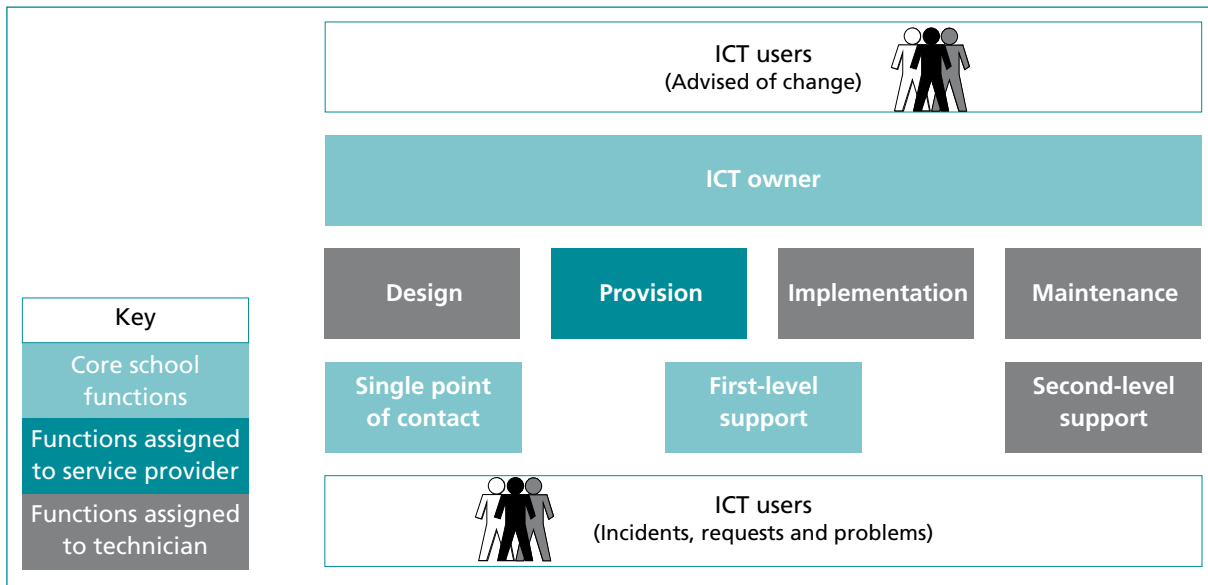 ICT users
(Advised of change)
ICT owner
Design
Provision
Implementation
Maintenance
Key
Core school
functions
Functions assigned
to service provider
Functions assigned
to technician
Single point
of contact
First-level
support
Second-level
support
ICT users
(Incidents, requests and problems)